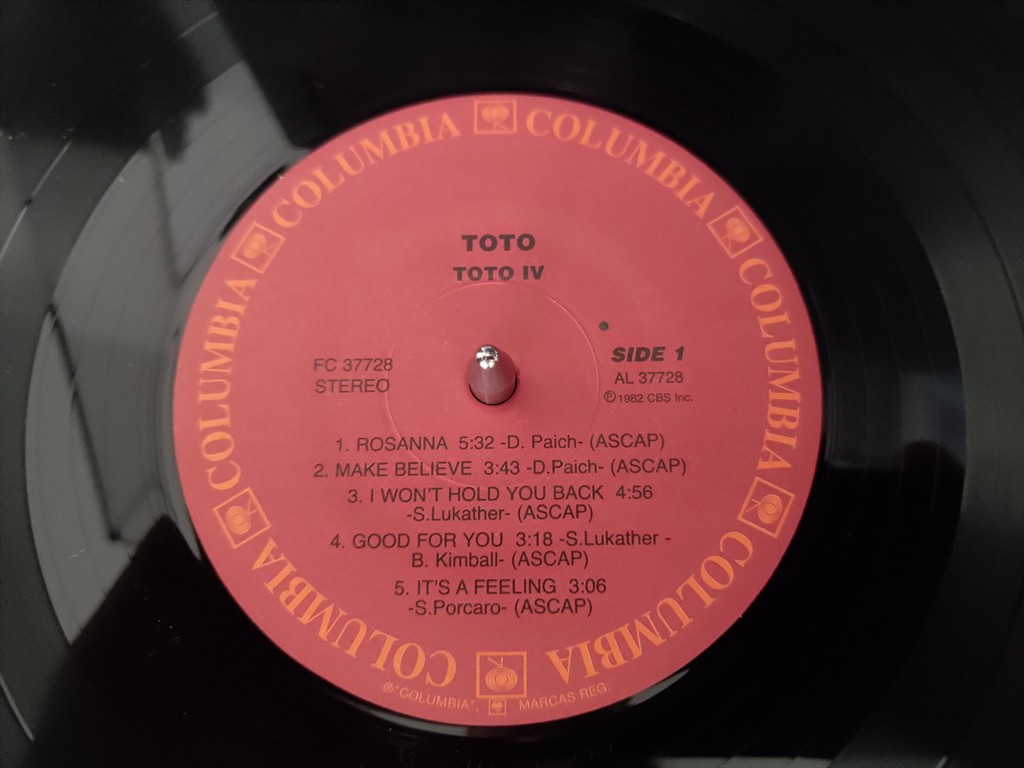 COLUMBIA COLUMBIA COLUMBIA COLUMBIA COLUMBIA COLUMBIA
TOTO
TOTO IV
FC 37728
STEREO
SIDE 1
AL 37728
℗1982 CBS Inc.
1. ROSANNA 5:32 -D. Paich- (ASCAP)
2. MAKE BELIEVE 3:43 -D.Paich- (ASCAP)
3. I WON'T HOLD YOU BACK 4:56
-S.Lukather- (ASCAP)
4. GOOD FOR YOU 3:18 -S.Lukather -
B. Kimball- (ASCAP)
5. IT'S A FEELING 3:06
-S.Porcaro- (ASCAP)
®"COLUMBIA", MARCAS REG.